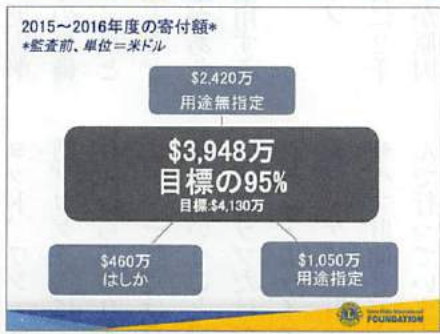 2015～2016年度の寄付額*
*監査前、単位＝米ドル
$2,420万
用途無指定
$3,948万
目標の95%
目標:$4,130万
$460万
はしか
$1,050万
用途指定
Lions Clubs International
FOUNDATION